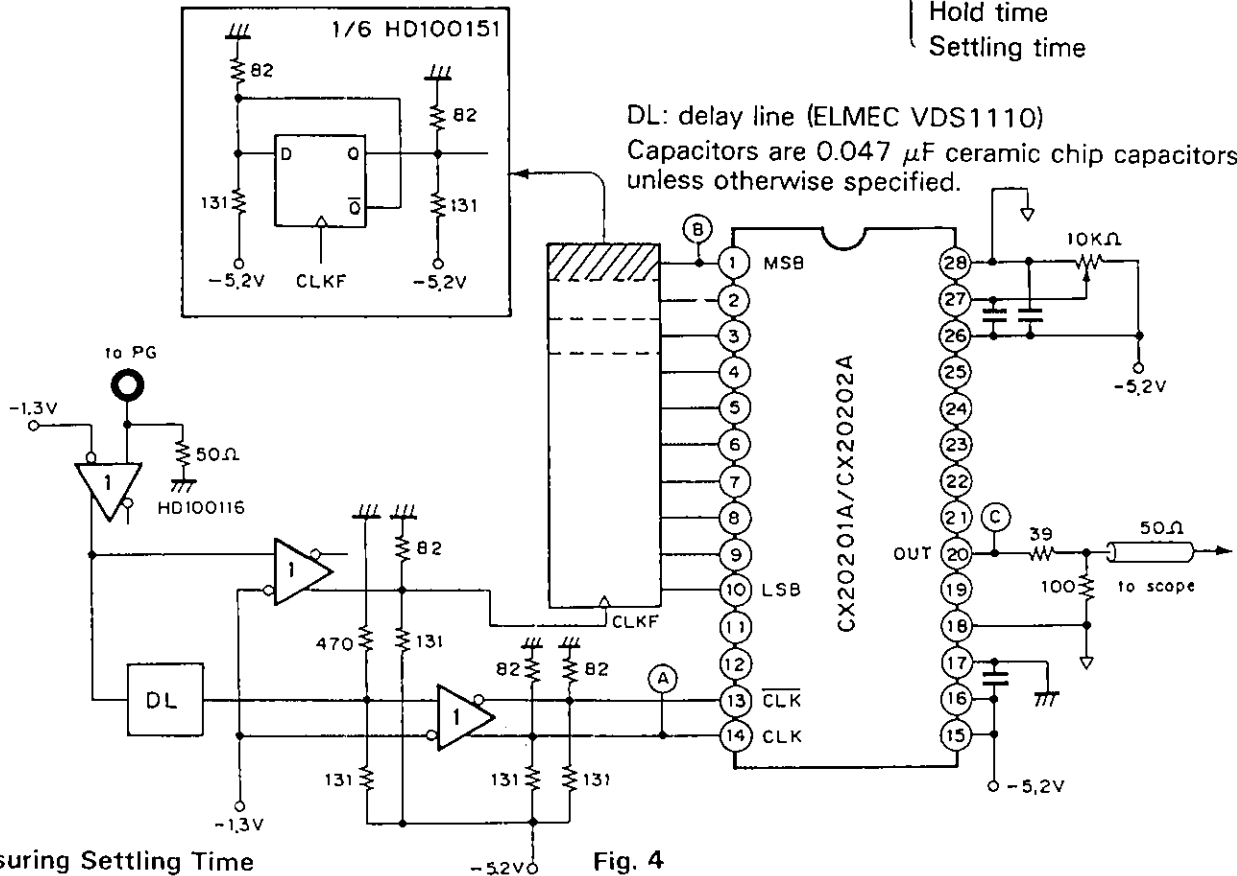 Hold time
Settling time
DL: delay line (ELMEC VDS1110)
Capacitors are 0.047 μF ceramic chip capacitors
unless otherwise specified.
1/6 HD100151
82
82
D
Q
Q̅
131
131
-5.2V
CLKF
-5.2V
to PG
-1.3V
50Ω
1
HD100116
1
82
470
131
DL
82
82
1
131
131
131
-1.3V
-5.2V
CLKF
A
B
1 MSB
2
3
4
5
6
7
8
9
10 LSB
11
12
13 C̅L̅K̅
14 CLK
CX20201A/CX20202A
28
27
26
25
24
23
22
21
OUT 20
19
18
17
16
15
10KΩ
-5.2V
C
39
50Ω
100
to scope
-5.2V
suring Settling Time
Fig. 4